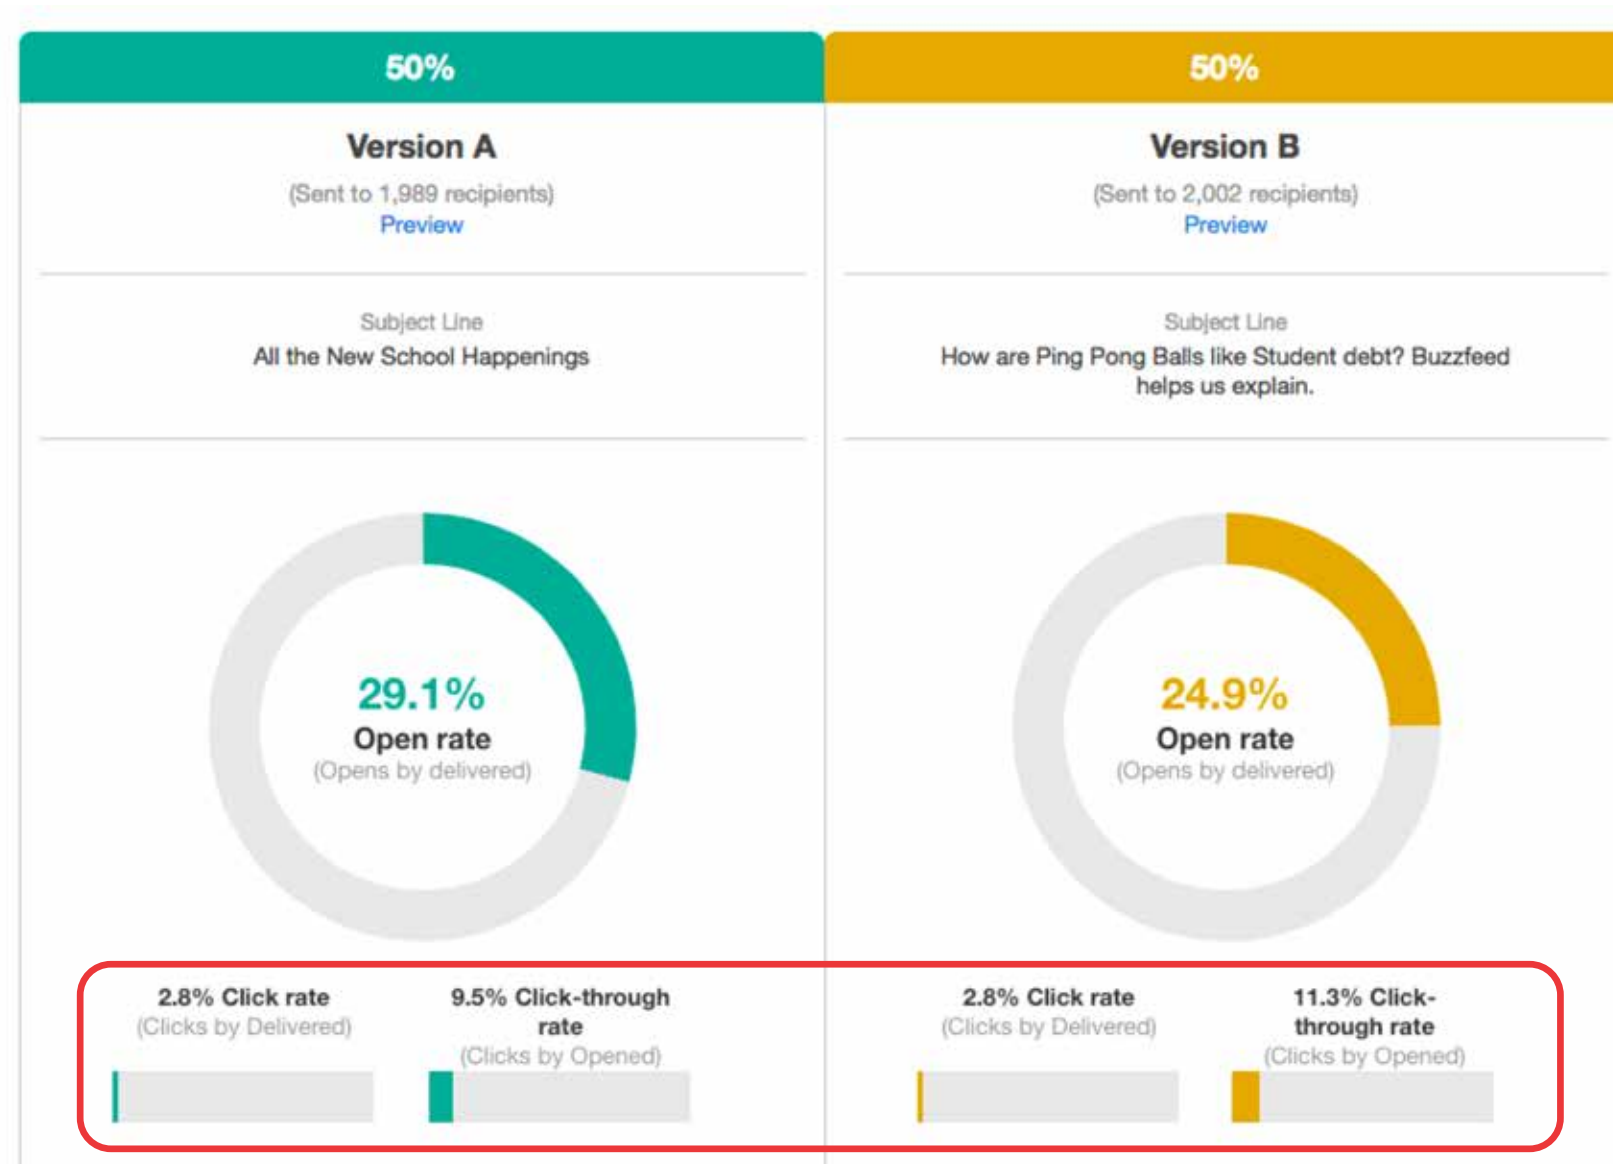 50%
Version A
(Sent to 1,989 recipients)
Preview
Subject Line
All the New School Happenings
29.1%
Open rate
(Opens by delivered)
2.8% Click rate
(Clicks by Delivered)
9.5% Click-through
rate
(Clicks by Opened)
50%
Version B
(Sent to 2,002 recipients)
Preview
Subject Line
How are Ping Pong Balls like Student debt? Buzzfeed
helps us explain.
24.9%
Open rate
(Opens by delivered)
2.8% Click rate
(Clicks by Delivered)
11.3% Click-
through rate
(Clicks by Opened)